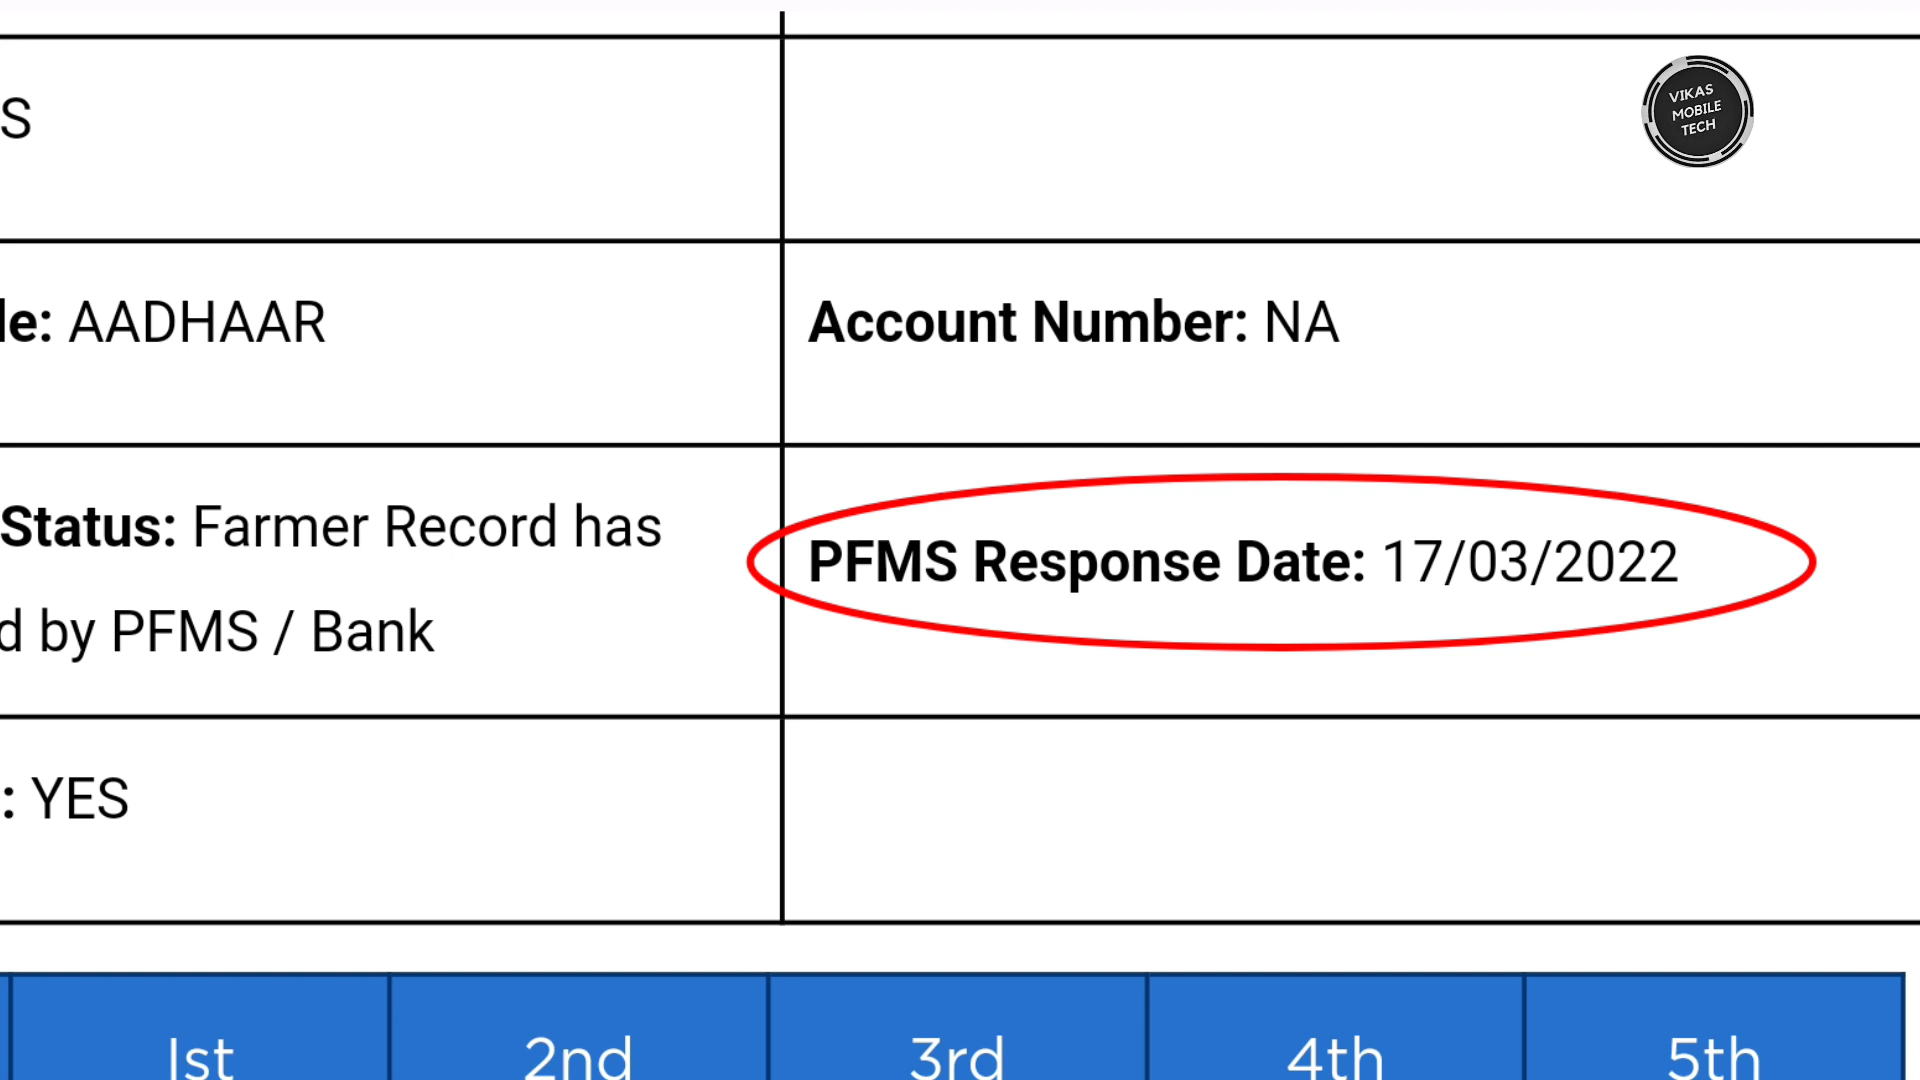 S
VIKAS
MOBILE
TECH
le: AADHAAR
Account Number: NA
Status: Farmer Record has
d by PFMS / Bank
PFMS Response Date: 17/03/2022
: YES
Ist
2nd
3rd
4th
5th